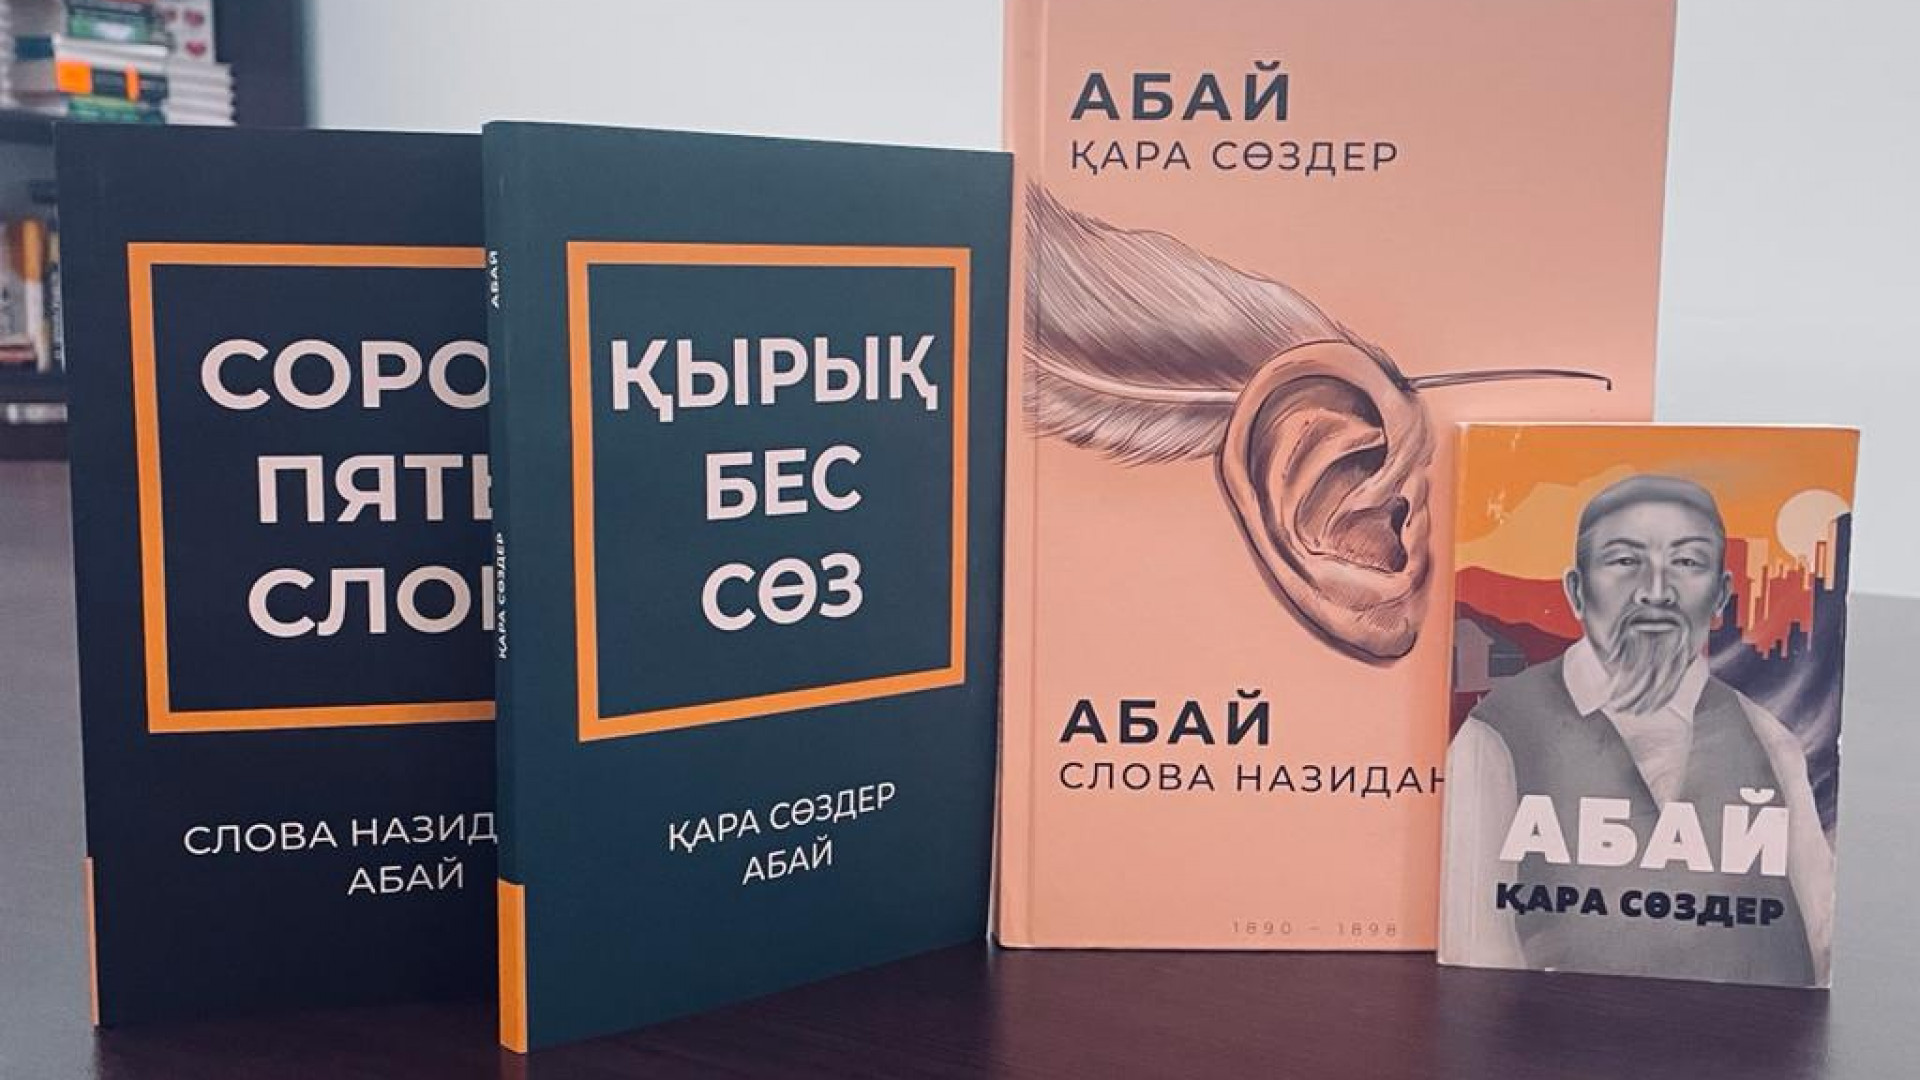 СОРО
ПЯТЬ
СЛО
СЛОВА НАЗИД
АБАЙ
АБАЙ
ҚАРА СӨЗДЕР
ҚЫРЫҚ
БЕС
СӨЗ
ҚАРА СӨЗДЕР
АБАЙ
АБАЙ
ҚАРА СӨЗДЕР
АБАЙ
СЛОВА НАЗИДАН
1890 – 1898
АБАЙ
ҚАРА СӨЗДЕР